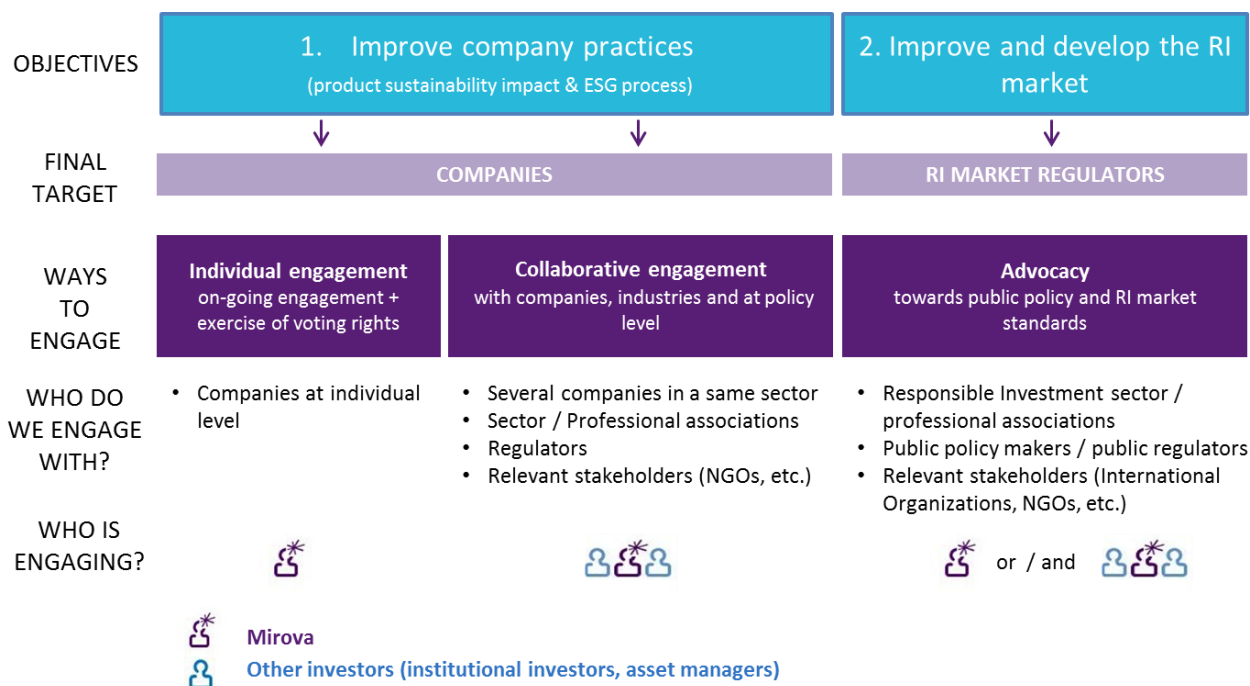 OBJECTIVES
1. Improve company practices
(product sustainability impact & ESG process)
2. Improve and develop the RI
market
FINAL
TARGET
COMPANIES
RI MARKET REGULATORS
WAYS
TO
ENGAGE
Individual engagement
on-going engagement +
exercise of voting rights
Collaborative engagement
with companies, industries and at policy
level
Advocacy
towards public policy and RI market
standards
WHO DO
WE ENGAGE
WITH?
• Companies at individual
level
• Several companies in a same sector
• Sector / Professional associations
• Regulators
• Relevant stakeholders (NGOs, etc.)
• Responsible Investment sector /
professional associations
• Public policy makers / public regulators
• Relevant stakeholders (International
Organizations, NGOs, etc.)
WHO IS
ENGAGING?
or / and
Mirova
Other investors (institutional investors, asset managers)